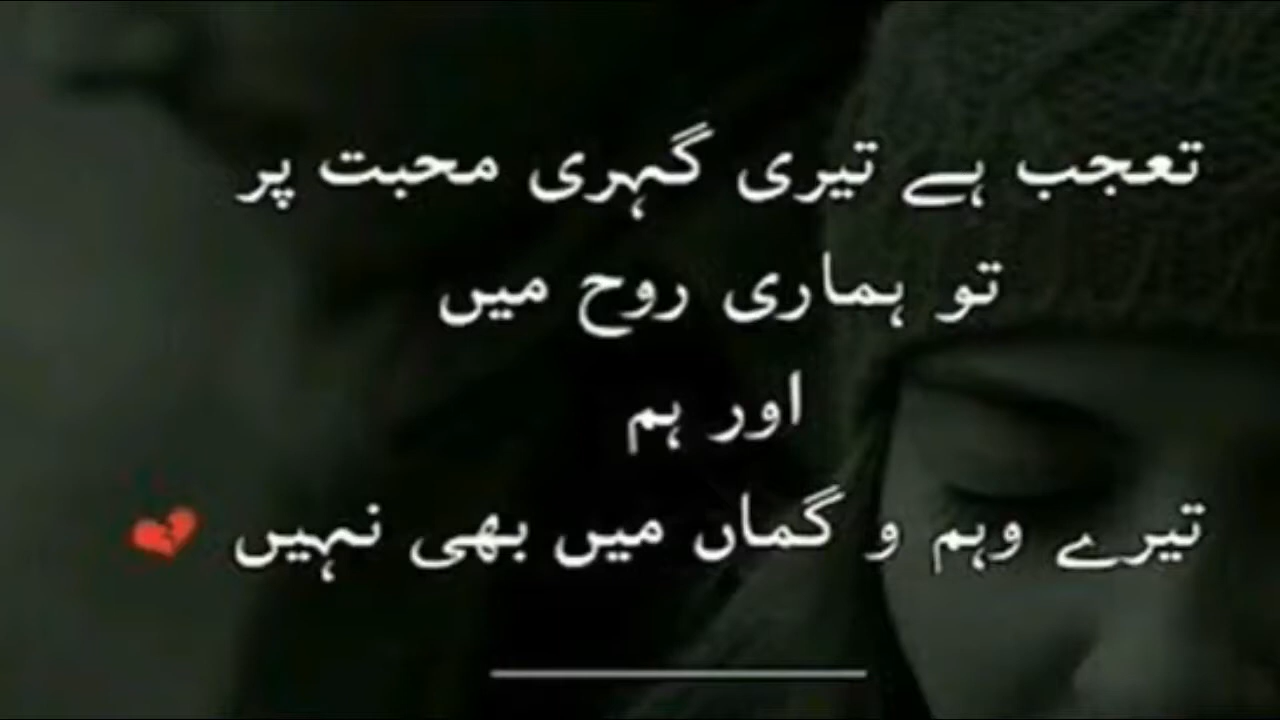 تعجب ہے تیری گہری محبت پر
تو ہماری روح میں
اور ہم
تیرے وہم و گماں میں بھی نہیں 💔